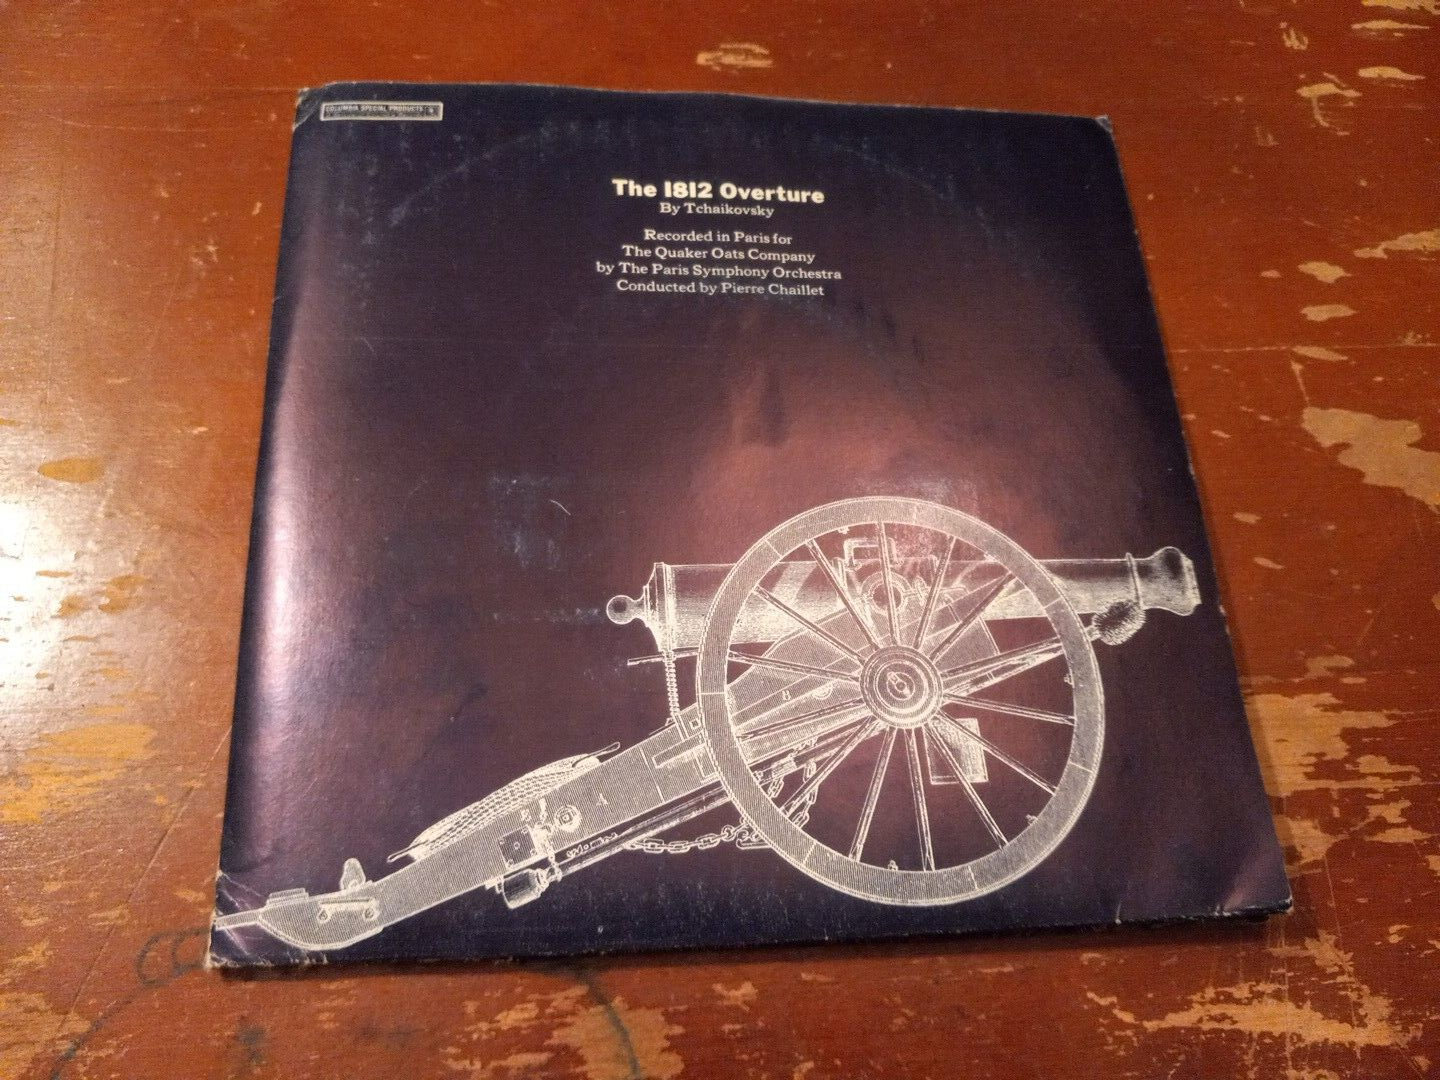 COLUMBIA SPECIAL PRODUCTS
The 1812 Overture
By Tchaikovsky
Recorded in Paris for
The Quaker Oats Company
by The Paris Symphony Orchestra
Conducted by Pierre Chaillet